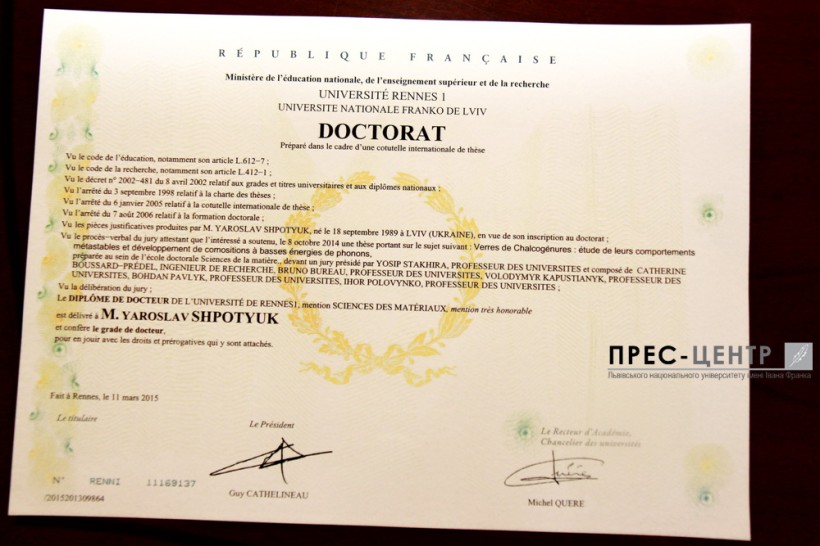 RÉPUBLIQUE FRANÇAISE
Ministère de l'éducation nationale, de l'enseignement supérieur et de la recherche
UNIVERSITÉ RENNES 1
UNIVERSITE NATIONALE FRANKO DE LVIV
DOCTORAT
Préparé dans le cadre d'une cotutelle internationale de thèse
Vu le code de l'éducation, notamment son article L.612-7 ;
Vu le code de la recherche, notamment son article L.412-1 ;
Vu le décret n° 2002-481 du 8 avril 2002 relatif aux grades et titres universitaires et aux diplômes nationaux ;
Vu l'arrêté du 3 septembre 1998 relatif à la charte des thèses ;
Vu l'arrêté du 6 janvier 2005 relatif à la cotutelle internationale de thèse ;
Vu l'arrêté du 7 août 2006 relatif à la formation doctorale ;
Vu les pièces justificatives produites par M. YAROSLAV SHPOTYUK, né le 18 septembre 1989 à LVIV (UKRAINE), en vue de son inscription au doctorat ;
Vu le procès-verbal du jury attestant que l'intéressé a soutenu, le 8 octobre 2014 une thèse portant sur le sujet suivant : Verres de Chalcogénures : étude de leurs comportements
métastables et développement de comositions à basses énergies de phonons,
préparée au sein de l'école doctorale Sciences de la matière., devant un jury présidé par YOSIP STAKHIRA, PROFESSEUR DES UNIVERSITES et composé de CATHERINE
BOUSSARD-PRÉDEL, INGENIEUR DE RECHERCHE, BRUNO BUREAU, PROFESSEUR DES UNIVERSITES, VOLODYMYR KAPUSTIANYK, PROFESSEUR DES
UNIVERSITES, BOHDAN PAVLYK, PROFESSEUR DES UNIVERSITES, IHOR POLOVYNKO, PROFESSEUR DES UNIVERSITES ;
Vu la délibération du jury ;
Le DIPLÔME DE DOCTEUR DE L'UNIVERSITÉ DE RENNES1, mention SCIENCES DE MATÉRIAUX, mention très honorable
est délivré à M. YAROSLAV SHPOTYUK
et confère le grade de docteur,
pour en jouir avec les droits et prérogatives qui y sont attachés.
ПРЕС-ЦЕНТР
Львівського національного університету імені Івана Франка
Fait à Rennes, le 11 mars 2015
Le titulaire
Le Président
Le Recteur d'Académie,
Chancelier des universités
N° RENNI 11169137
/2015201309864
Guy CATHELINEAU
Michel QUERE